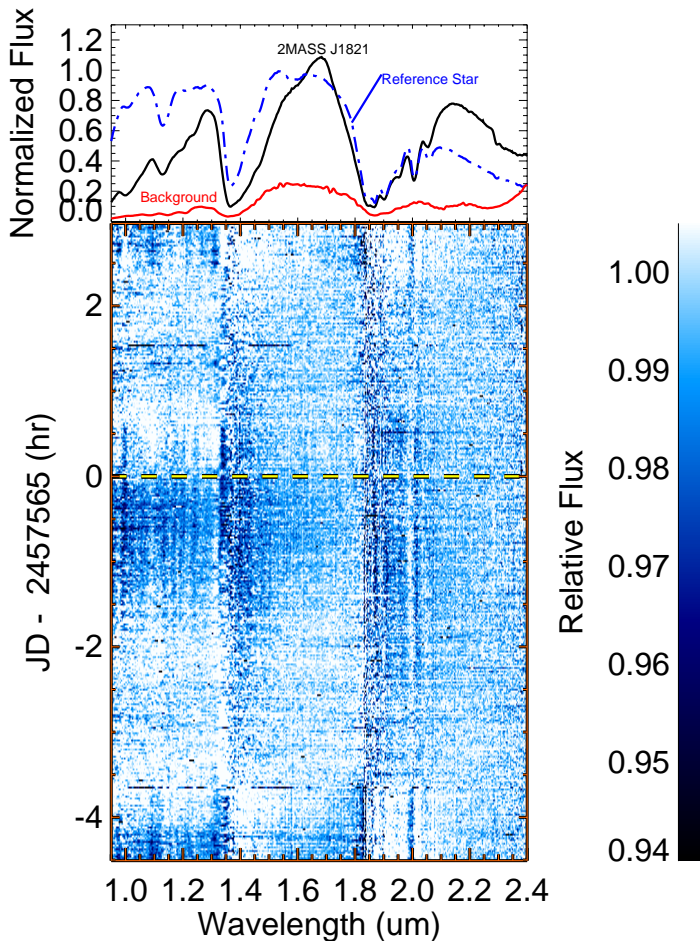 Normalized Flux
1.2
1.0
0.8
0.6
0.4
0.2
0.0
2MASS J1821
Reference Star
Background
JD - 2457565 (hr)
2
0
-2
-4
1.0 1.2 1.4 1.6 1.8 2.0 2.2 2.4
Wavelength (um)
Relative Flux
1.00
0.99
0.98
0.97
0.96
0.95
0.94